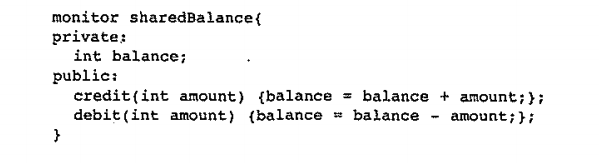 monitor sharedBalance{
private:
int balance;
public:
credit(int amount) {balance = balance + amount;};
debit(int amount) {balance = balance - amount;};
}